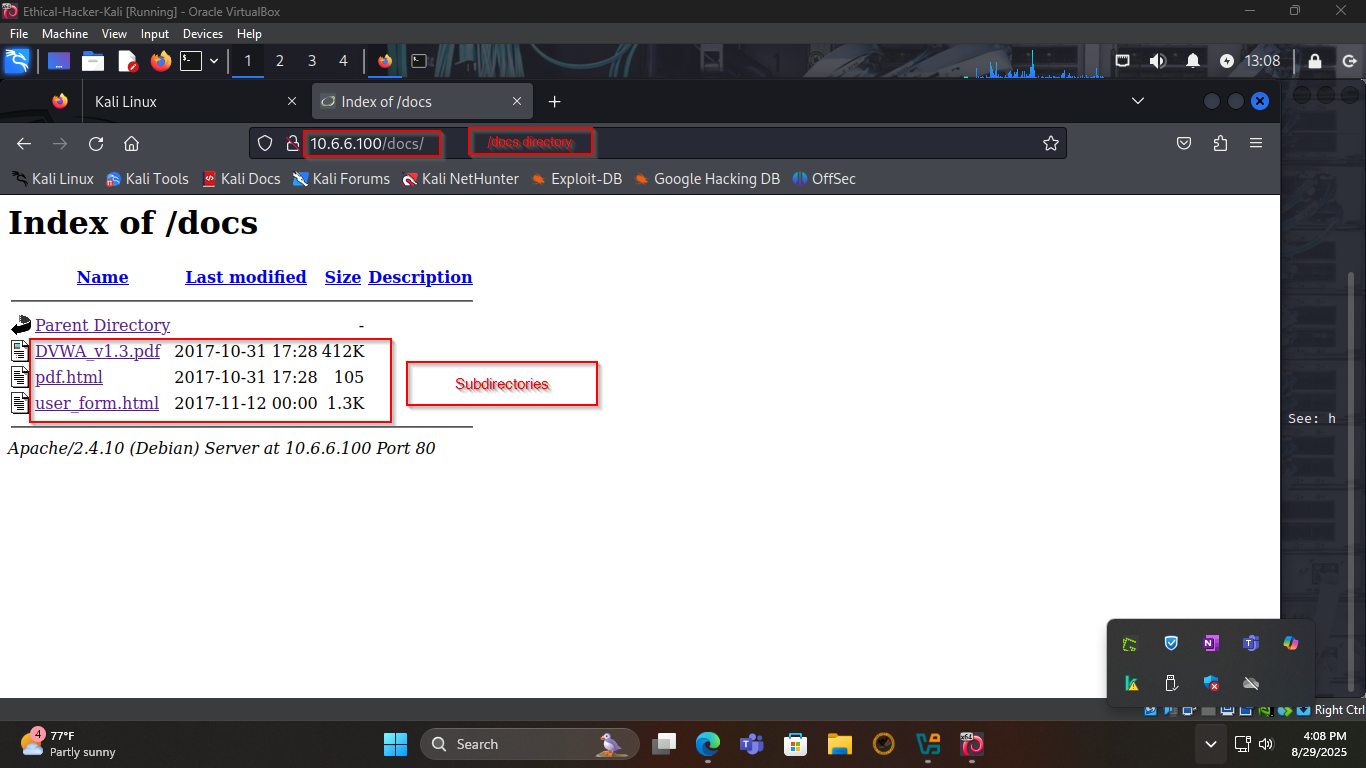 Ethical-Hacker-Kali [Running] - Oracle VirtualBox
File Machine View Input Devices Help
1 2 3 4 13:08
Kali Linux Index of /docs
10.6.6.100/docs/ /docs directory
Kali Linux Kali Tools Kali Docs Kali Forums Kali NetHunter Exploit-DB Google Hacking DB OffSec
Index of /docs
Name Last modified Size Description
Parent Directory -
DVWA_v1.3.pdf 2017-10-31 17:28 412K
pdf.html 2017-10-31 17:28 105
Subdirectories
user_form.html 2017-11-12 00:00 1.3K
See: h
Apache/2.4.10 (Debian) Server at 10.6.6.100 Port 80
Right Ctrl
4 77°F
Partly sunny
Search
4:08 PM
8/29/2025